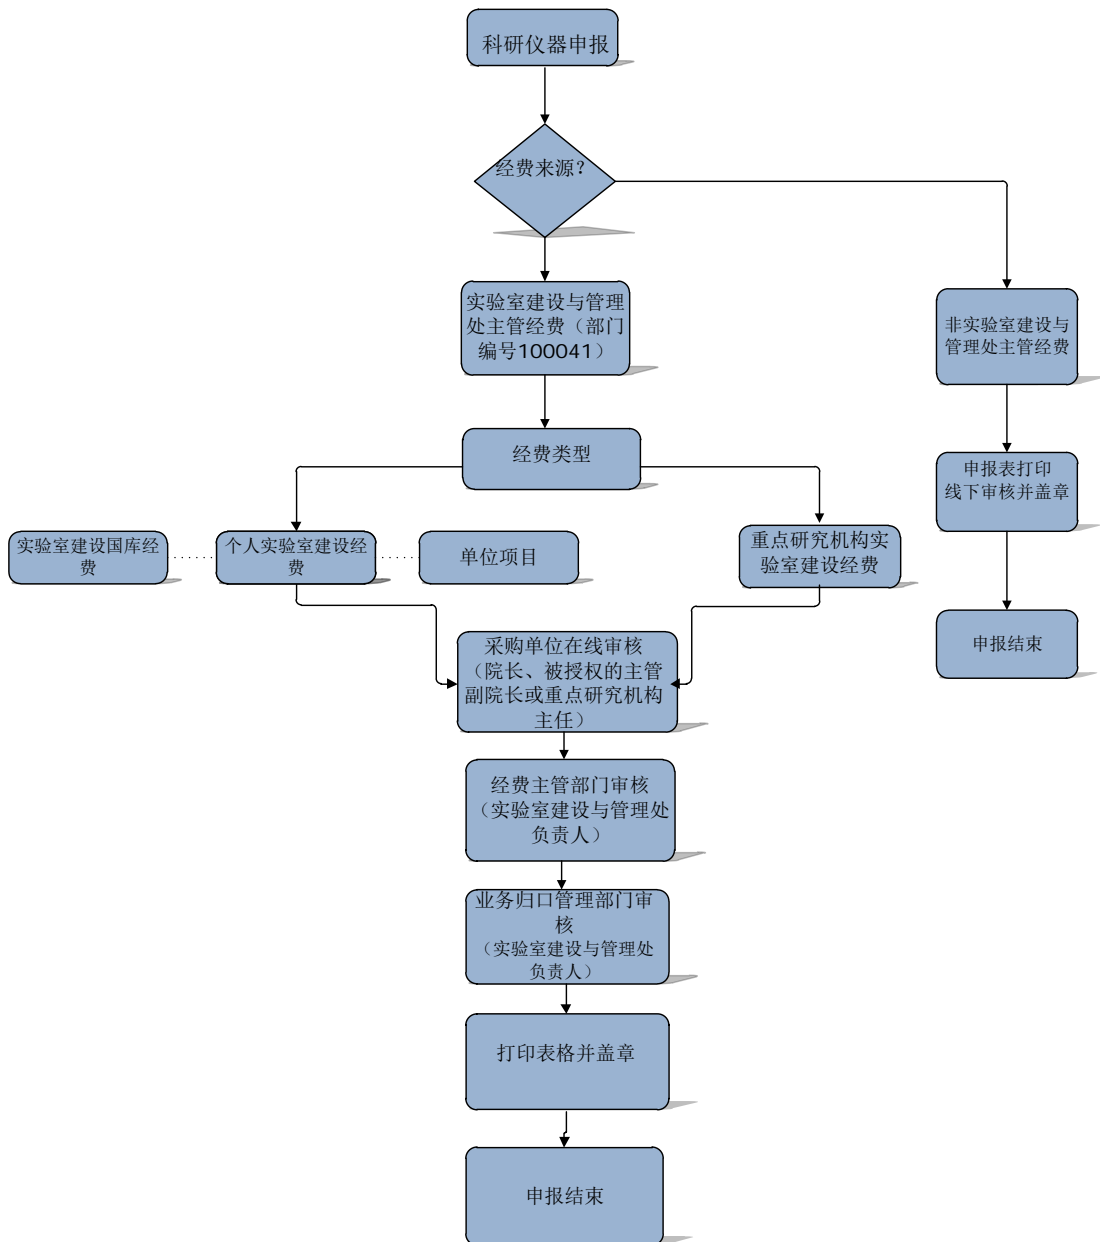 科研仪器申报
经费来源？
实验室建设与管理
处主管经费（部门
编号100041）
非实验室建设与
管理处主管经费
经费类型
申报表打印
线下审核并盖章
实验室建设国库经
费
个人实验室建设经
费
单位项目
重点研究机构实
验室建设经费
采购单位在线审核
（院长、被授权的主管
副院长或重点研究机构
主任）
申报结束
经费主管部门审核
（实验室建设与管理处
负责人）
业务归口管理部门审
核
（实验室建设与管理处
负责人）
打印表格并盖章
申报结束